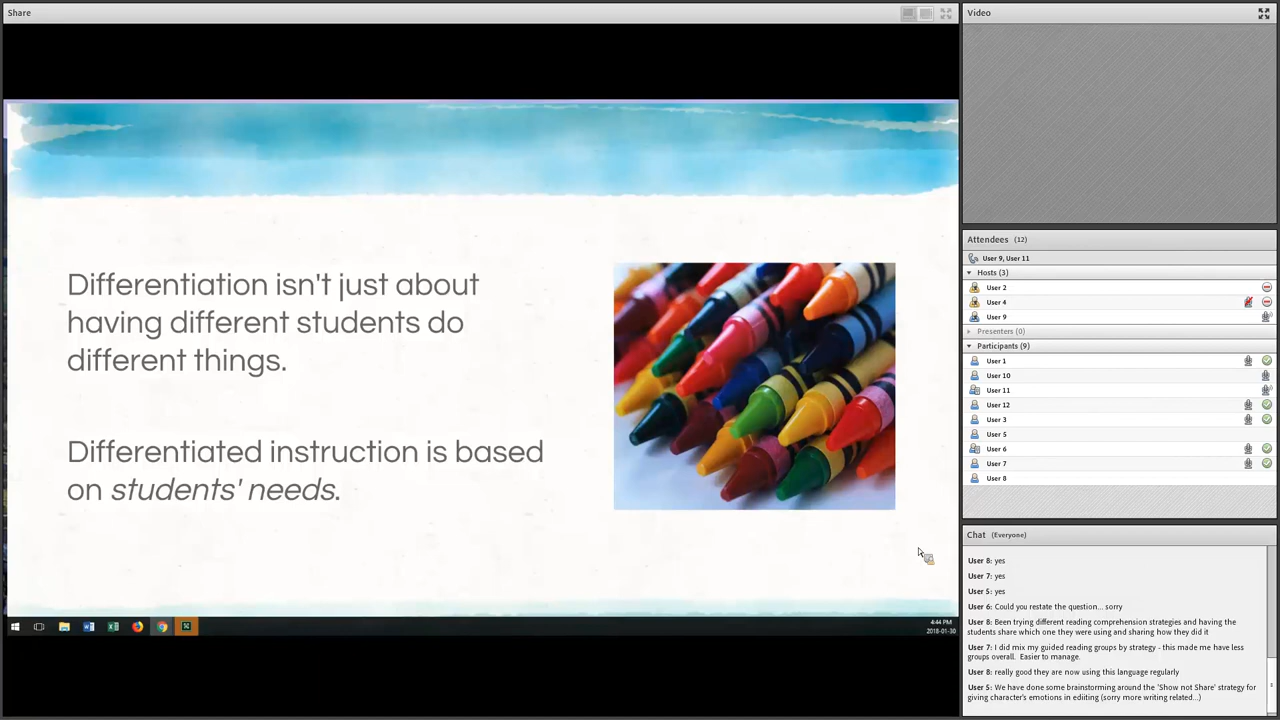 Share
Differentiation isn't just about
having different students do
different things.
Differentiated instruction is based
on students' needs.
4:44 PM
2018-01-30
Video
Attendees (12)
User 9, User 11
Hosts (3)
User 2
User 4
User 9
Presenters (0)
Participants (9)
User 1
User 10
User 11
User 12
User 3
User 5
User 6
User 7
User 8
Chat (Everyone)
User 8: yes
User 7: yes
User 5: yes
User 6: Could you restate the question... sorry
User 8: Been trying different reading comprehension strategies and having the
students share which one they were using and sharing how they did it
User 7: I did mix my guided reading groups by strategy - this made me have less
groups overall. Easier to manage.
User 8: really good they are now using this language regularly
User 5: We have done some brainstorming around the 'Show not Share' strategy for
giving character's emotions in ediiting (sorry more writing related...)